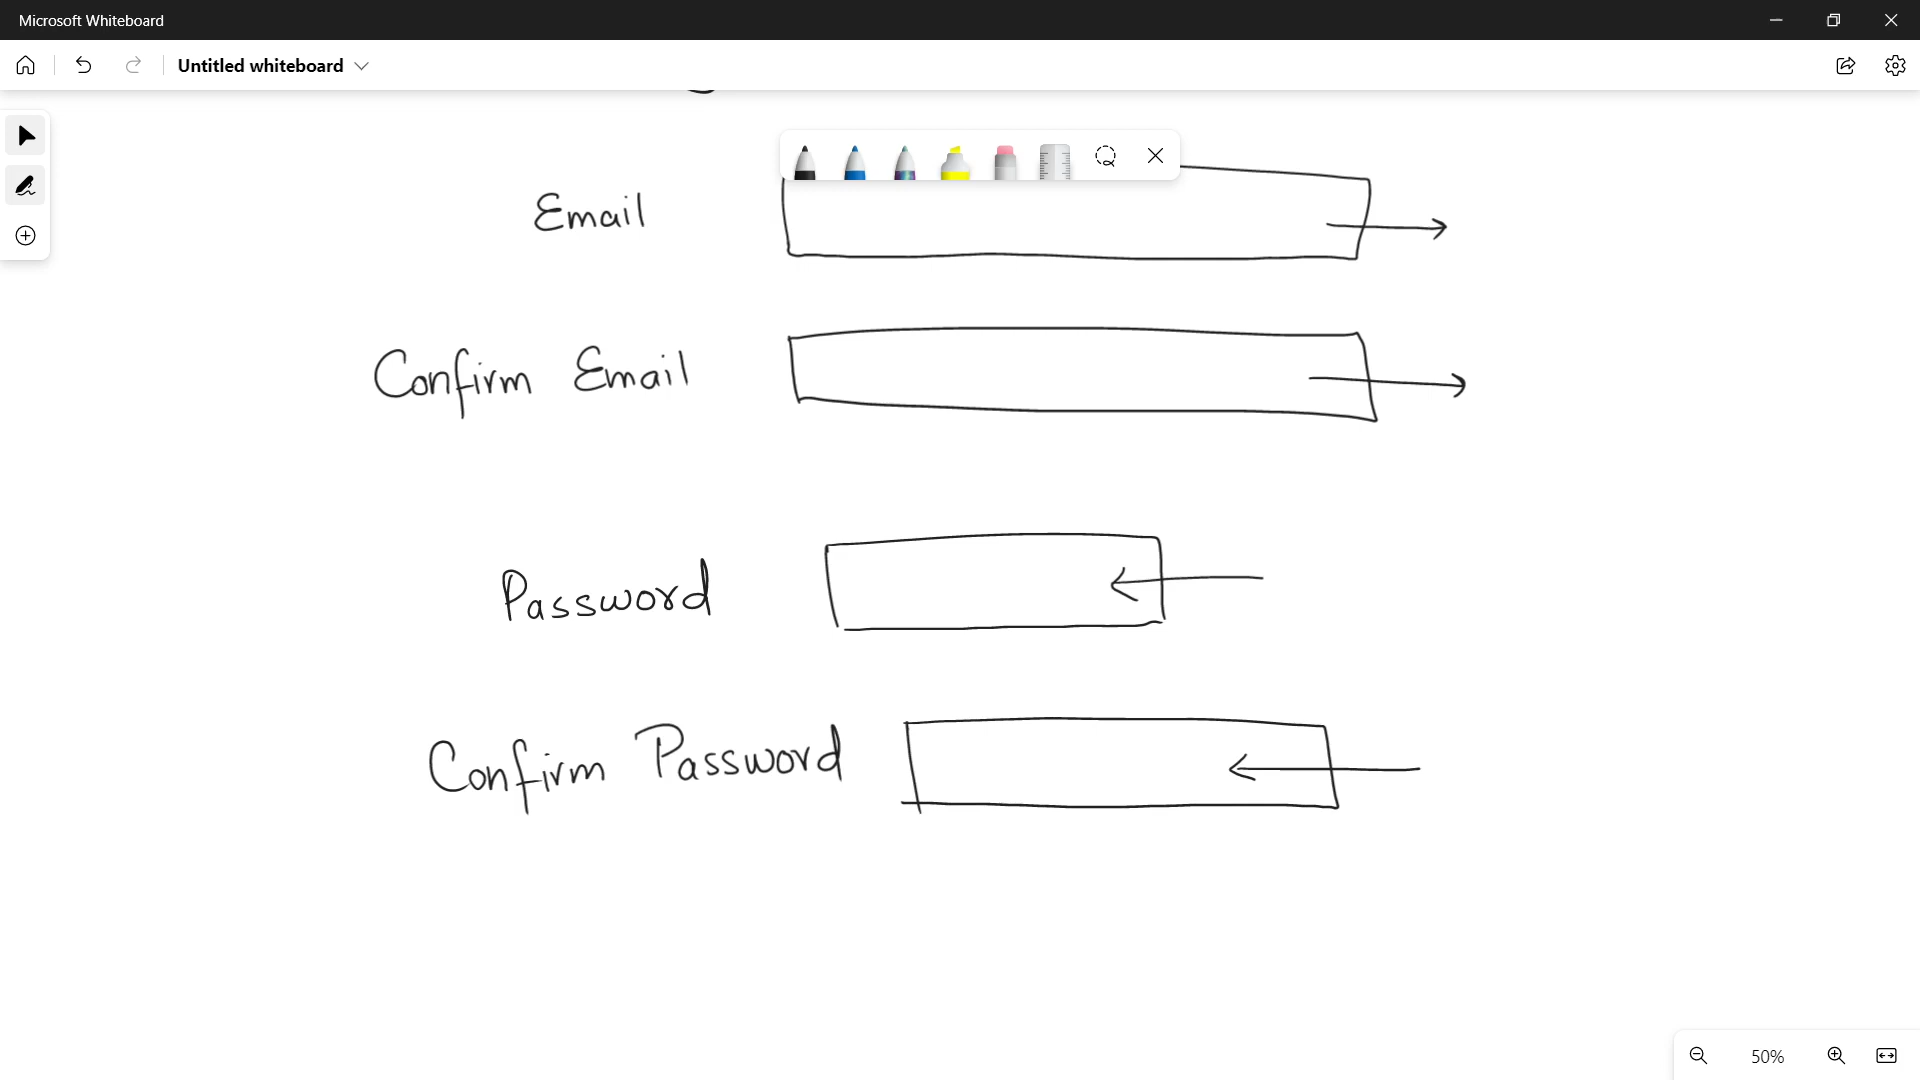 Microsoft Whiteboard
Untitled whiteboard
Email
Confirm Email
Password
Confirm Password
50%